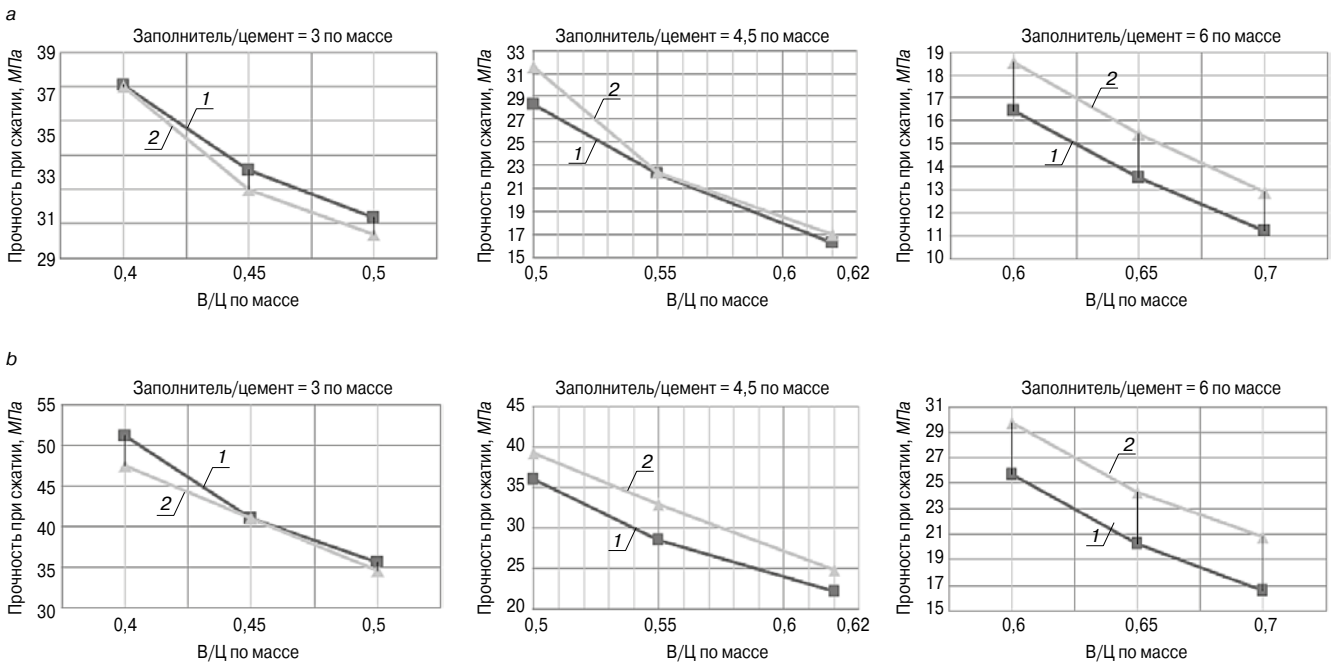 a
Заполнитель/цемент = 3 по массе
Прочность при сжатии, МПа
39
37
35
33
31
29
1
2
0,4 0,45 0,5
В/Ц по массе
Заполнитель/цемент = 4,5 по массе
Прочность при сжатии, МПа
33
31
29
27
25
23
21
19
17
15
2
1
0,5 0,55 0,6 0,62
В/Ц по массе
Заполнитель/цемент = 6 по массе
Прочность при сжатии, МПа
19
18
17
16
15
14
13
12
11
10
2
1
0,6 0,65 0,7
В/Ц по массе
b
Заполнитель/цемент = 3 по массе
Прочность при сжатии, МПа
55
50
45
40
35
30
1
2
0,4 0,45 0,5
В/Ц по массе
Заполнитель/цемент = 4,5 по массе
Прочность при сжатии, МПа
45
40
35
30
25
20
2
1
0,5 0,55 0,6 0,62
В/Ц по массе
Заполнитель/цемент = 6 по массе
Прочность при сжатии, МПа
31
29
27
25
23
21
19
17
15
2
1
0,6 0,65 0,7
В/Ц по массе